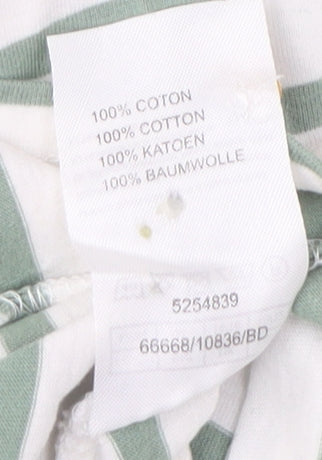 100% COTON
100% COTTON
100% KATOEN
100% BAUMWOLLE
5254839
66668/10836/BD